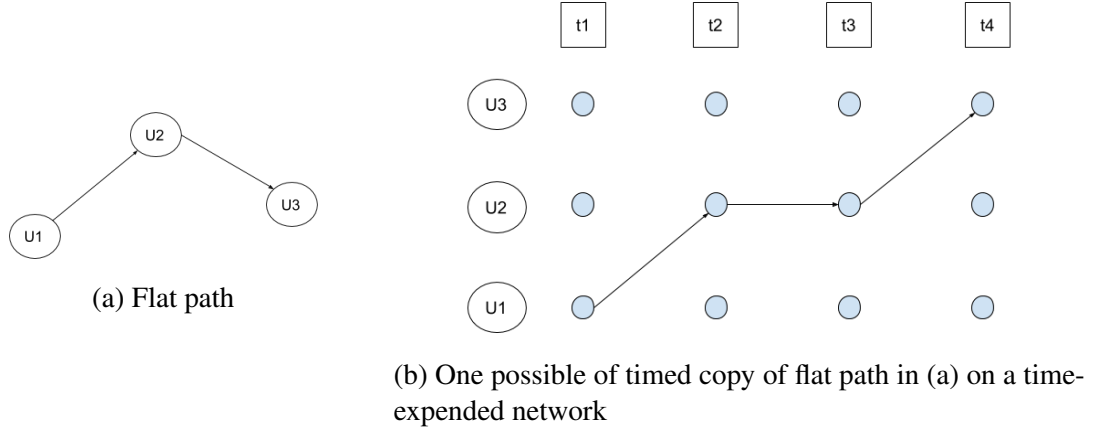 t1 t2 t3 t4
U3
U2
U2
U3
U1
U1
(a) Flat path
(b) One possible of timed copy of flat path in (a) on a time-
expended network